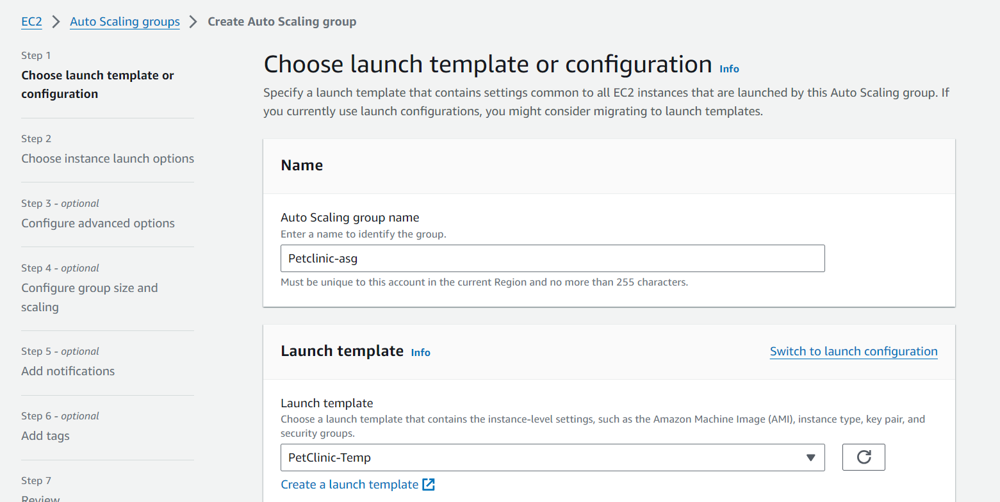 EC2 > Auto Scaling groups > Create Auto Scaling group
Step 1
Choose launch template or
configuration
Step 2
Choose instance launch options
Step 3 - optional
Configure advanced options
Step 4 - optional
Configure group size and
scaling
Step 5 - optional
Add notifications
Step 6 - optional
Add tags
Step 7
Review
Choose launch template or configuration Info
Specify a launch template that contains settings common to all EC2 instances that are launched by this Auto Scaling group. If
you currently use launch configurations, you might consider migrating to launch templates.
Name
Auto Scaling group name
Enter a name to identify the group.
Petclinic-asg
Must be unique to this account in the current Region and no more than 255 characters.
Launch template Info
Switch to launch configuration
Launch template
Choose a launch template that contains the instance-level settings, such as the Amazon Machine Image (AMI), instance type, key pair, and
security groups.
PetClinic-Temp
Create a launch template